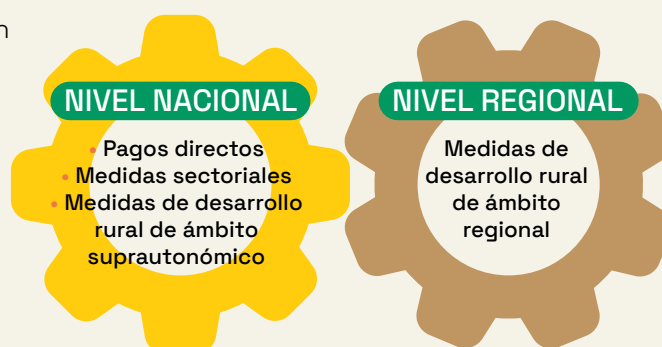 n
NIVEL NACIONAL
• Pagos directos
• Medidas sectoriales
• Medidas de desarrollo
rural de ámbito
suprautonómico
NIVEL REGIONAL
Medidas de
desarrollo rural
de ámbito
regional